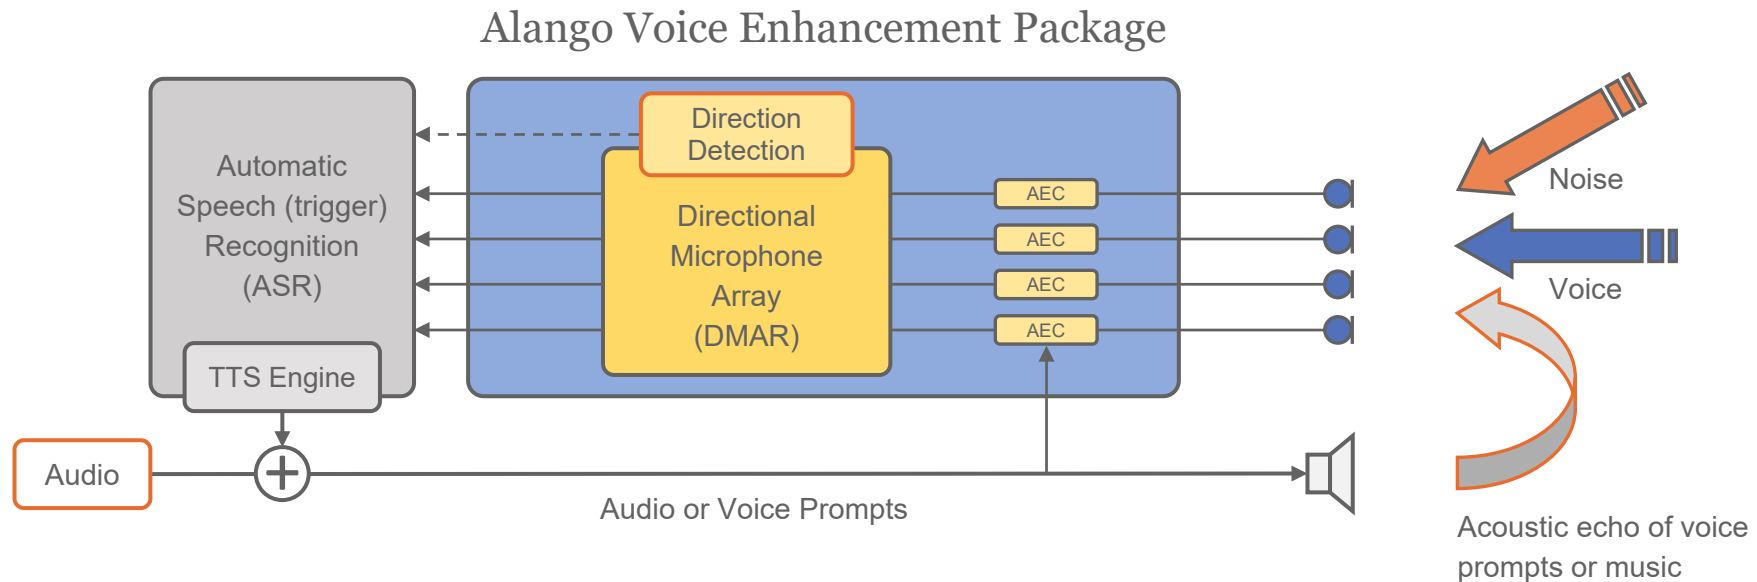 Alango Voice Enhancement Package
Direction
Detection
Automatic
Speech (trigger)
Recognition
(ASR)
Directional
Microphone
Array
(DMAR)
AEC
AEC
AEC
AEC
Noise
Voice
TTS Engine
Audio
Audio or Voice Prompts
Acoustic echo of voice
prompts or music